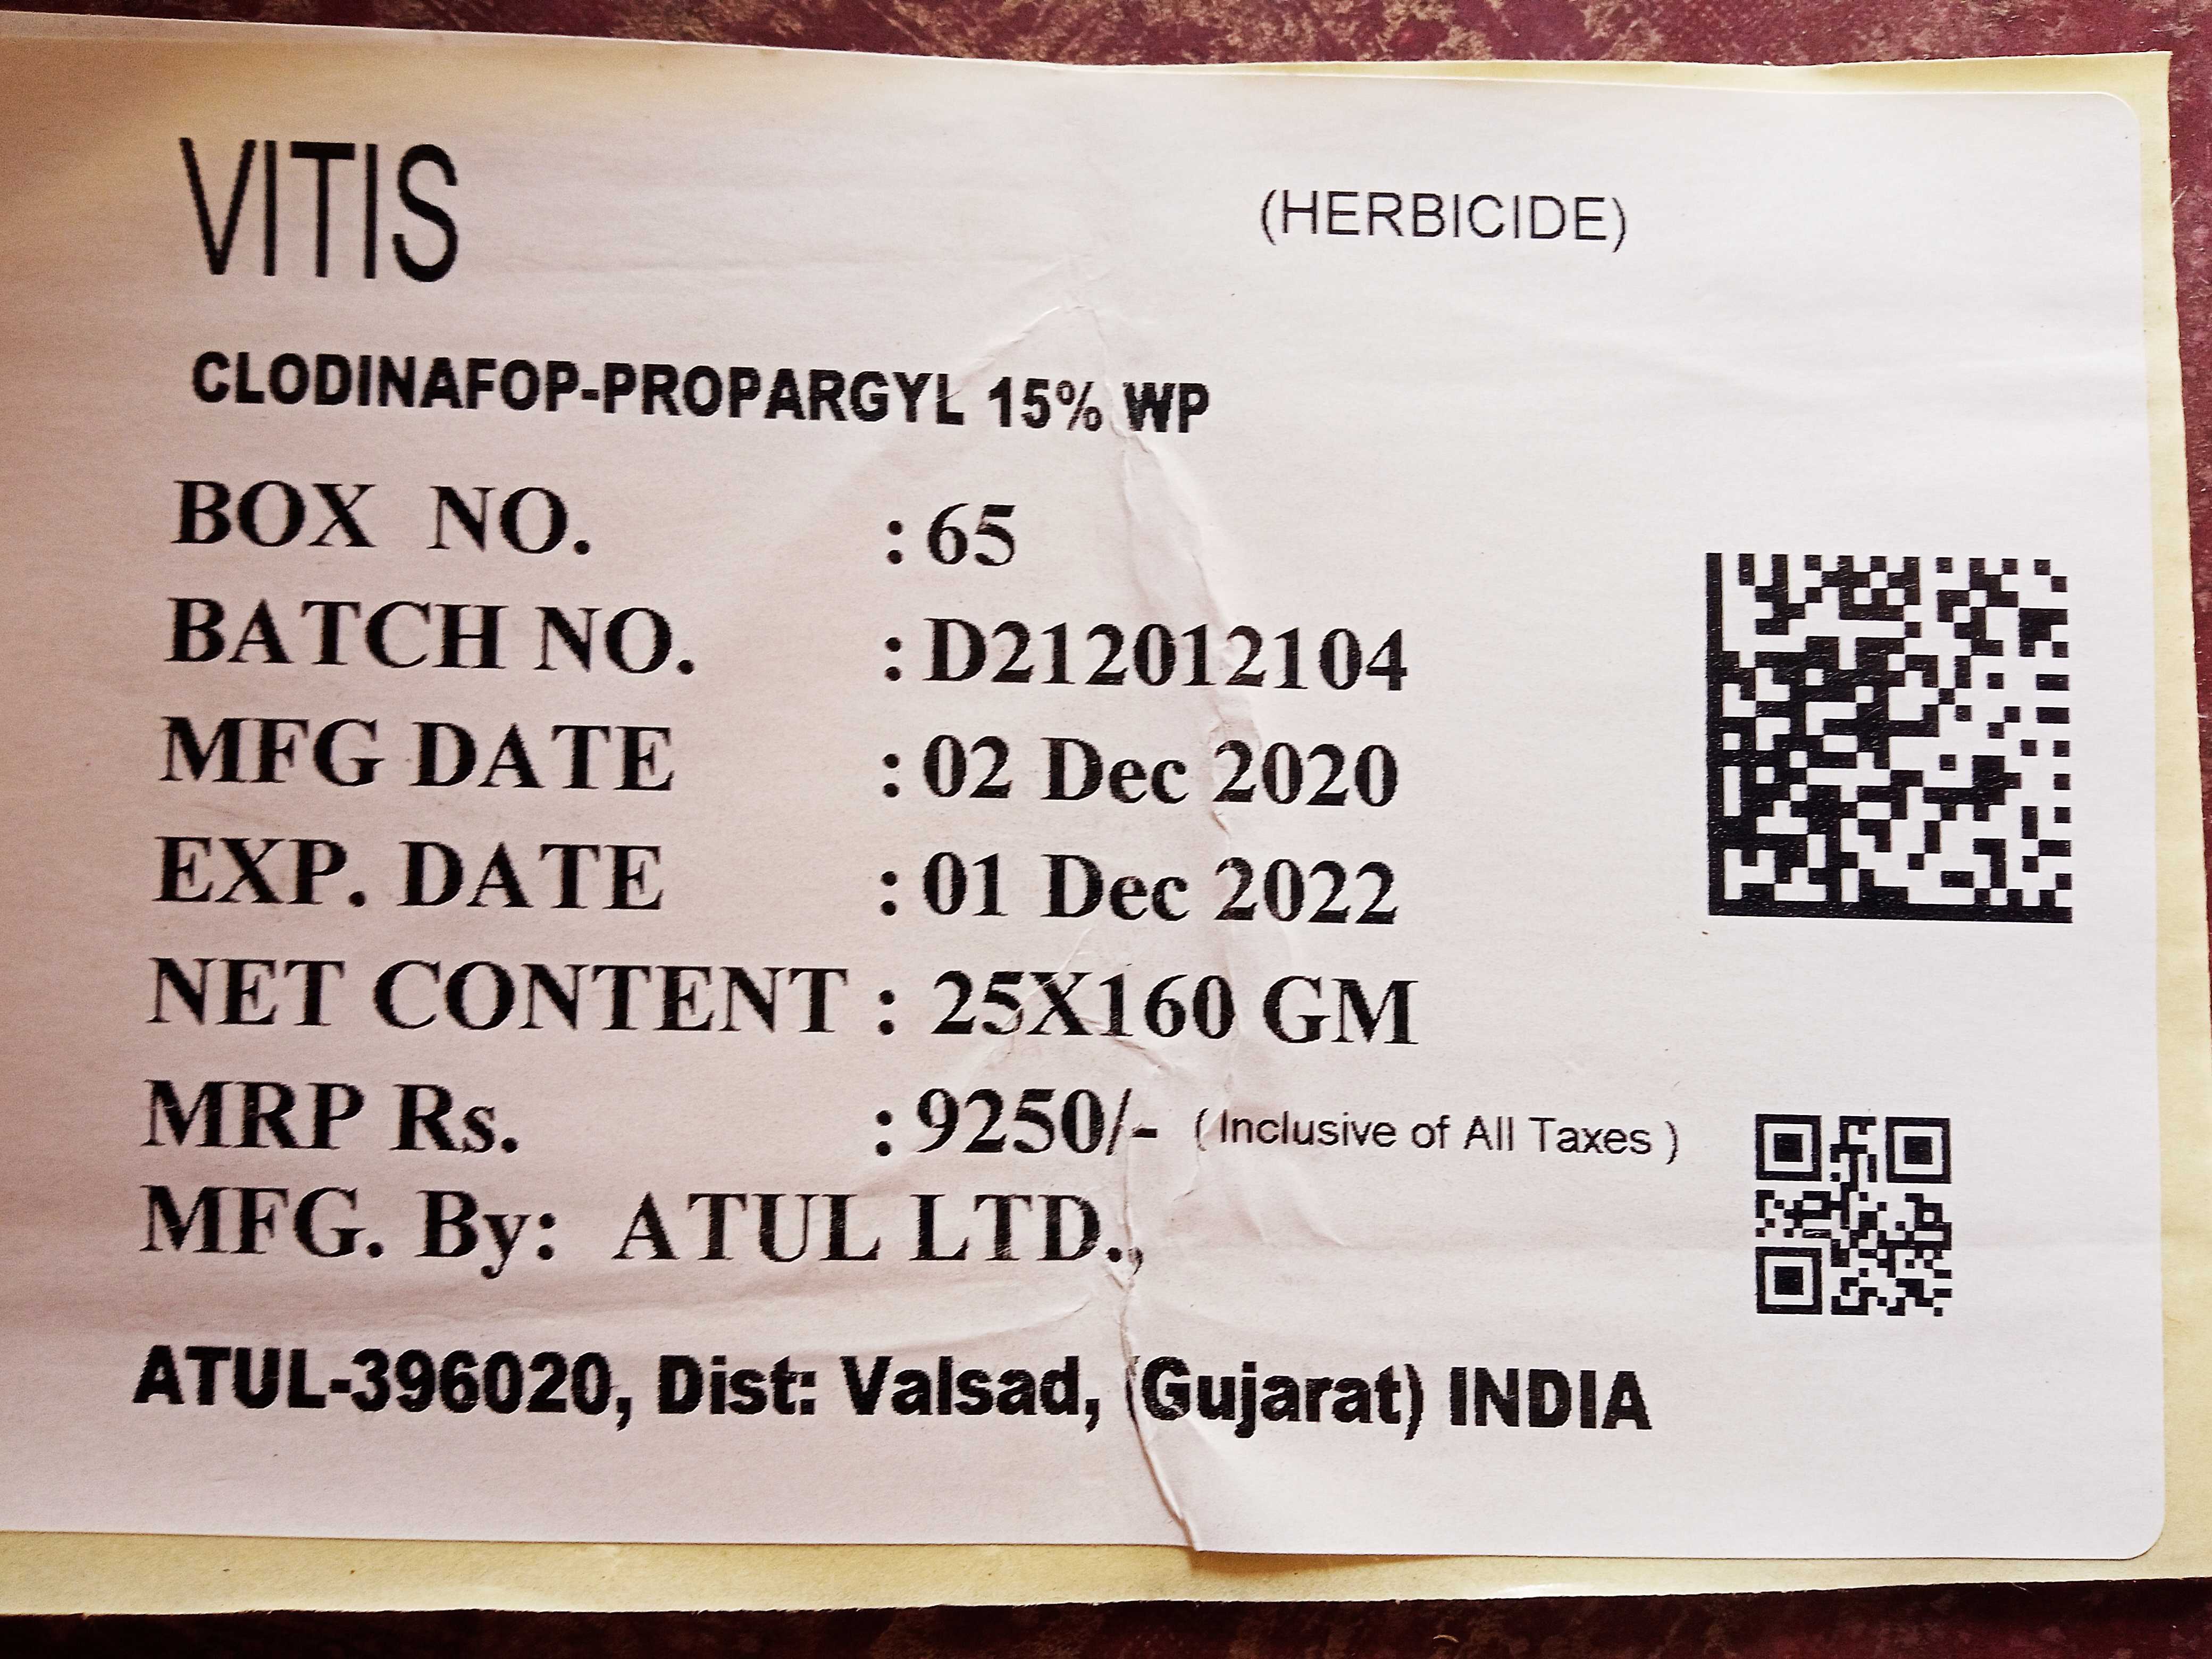 VITIS
(HERBICIDE)
CLODINAFOP-PROPARGYL 15% WP
BOX NO. : 65
BATCH NO. : D212012104
MFG DATE : 02 Dec 2020
EXP. DATE : 01 Dec 2022
NET CONTENT : 25X160 GM
MRP Rs. : 9250/- ( Inclusive of All Taxes )
MFG. By: ATUL LTD.,
ATUL-396020, Dist: Valsad, (Gujarat) INDIA